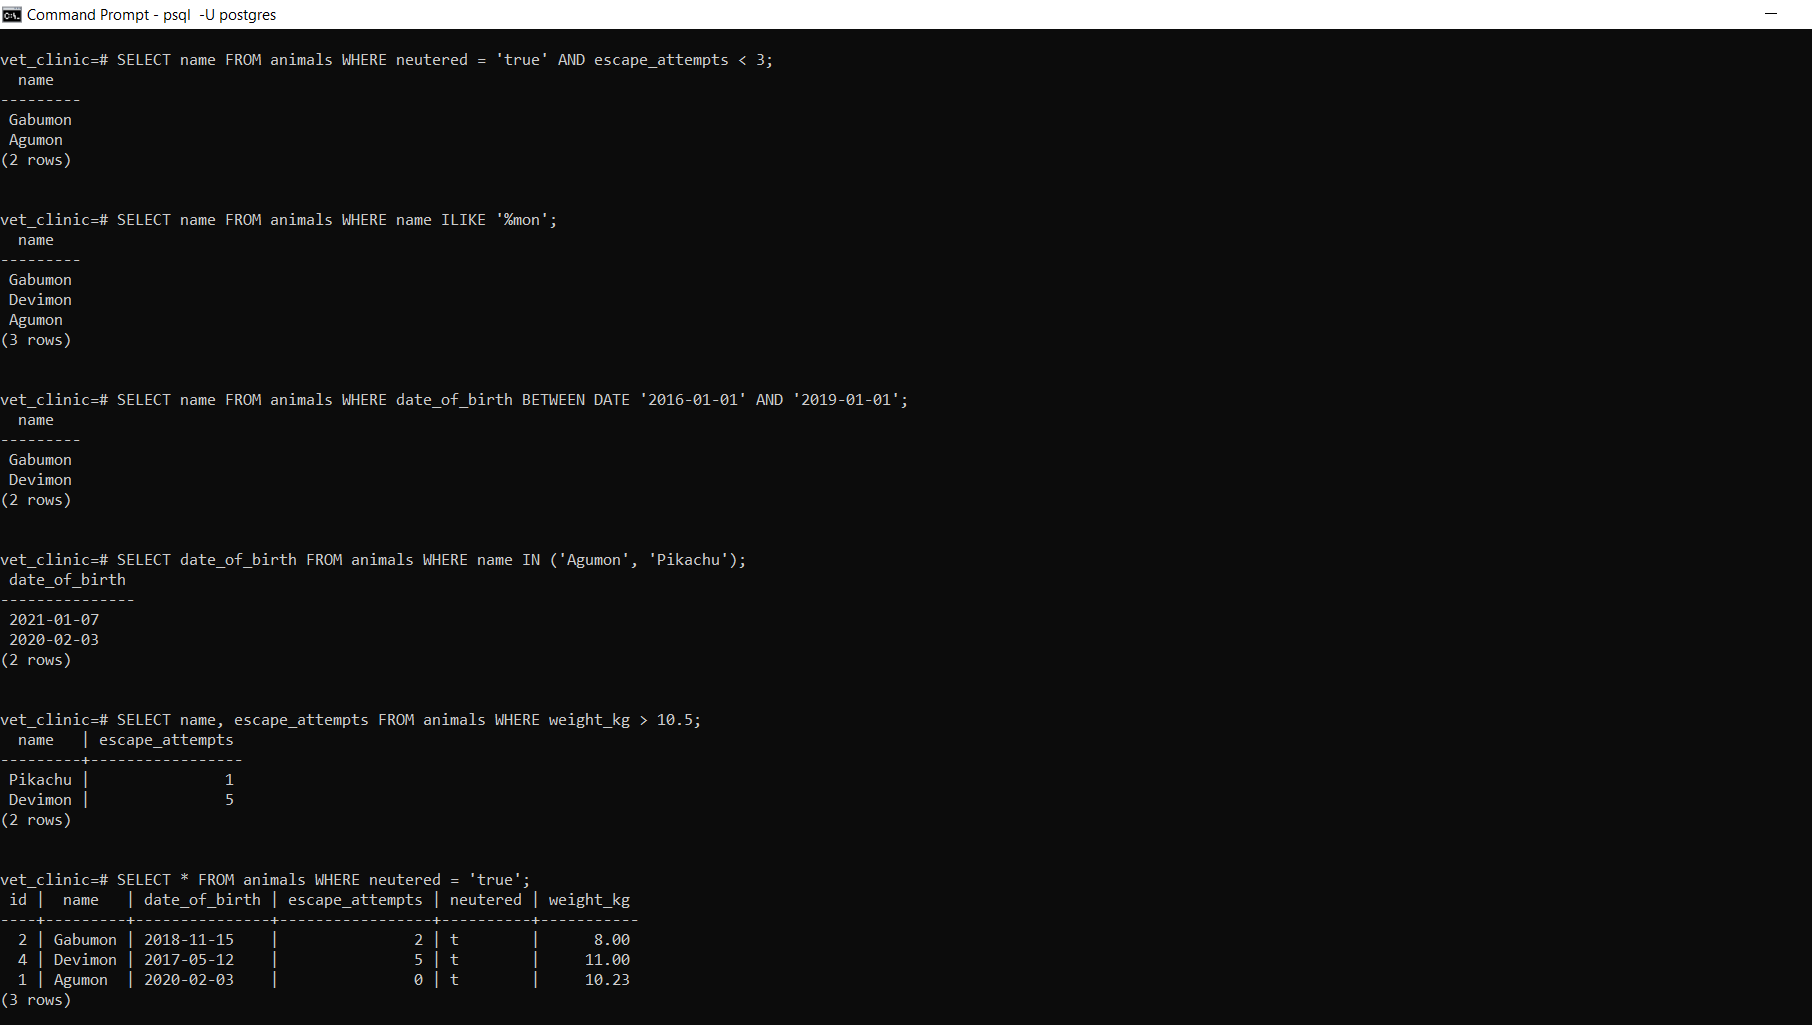 Command Prompt - psql  -U postgres
vet_clinic=# SELECT name FROM animals WHERE neutered = 'true' AND escape_attempts < 3;
  name
---------
 Gabumon
 Agumon
(2 rows)
vet_clinic=# SELECT name FROM animals WHERE name ILIKE '%mon';
  name
---------
 Gabumon
 Devimon
 Agumon
(3 rows)
vet_clinic=# SELECT name FROM animals WHERE date_of_birth BETWEEN DATE '2016-01-01' AND '2019-01-01';
  name
---------
 Gabumon
 Devimon
(2 rows)
vet_clinic=# SELECT date_of_birth FROM animals WHERE name IN ('Agumon', 'Pikachu');
 date_of_birth
---------------
 2021-01-07
 2020-02-03
(2 rows)
vet_clinic=# SELECT name, escape_attempts FROM animals WHERE weight_kg > 10.5;
  name   | escape_attempts
---------+-----------------
 Pikachu |               1
 Devimon |               5
(2 rows)
vet_clinic=# SELECT * FROM animals WHERE neutered = 'true';
 id |  name   | date_of_birth | escape_attempts | neutered | weight_kg
----+---------+---------------+-----------------+----------+-----------
  2 | Gabumon | 2018-11-15    |               2 | t        |      8.00
  4 | Devimon | 2017-05-12    |               5 | t        |     11.00
  1 | Agumon  | 2020-02-03    |               0 | t        |     10.23
(3 rows)